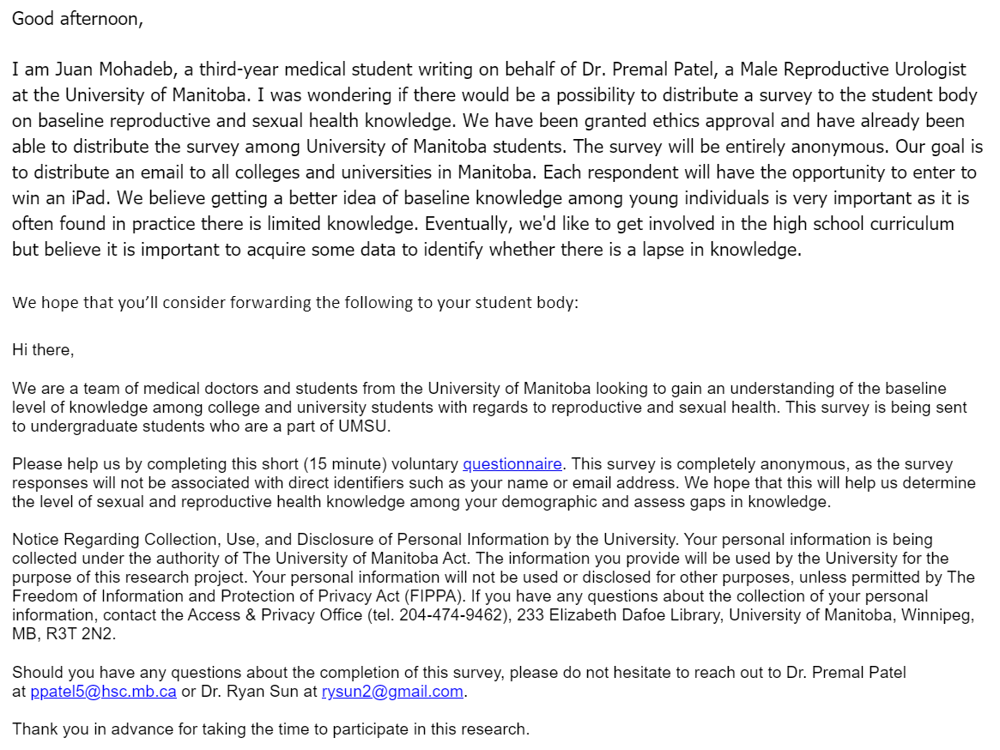 Good afternoon,
I am Juan Mohadeb, a third-year medical student writing on behalf of Dr. Premal Patel, a Male Reproductive Urologist
at the University of Manitoba. I was wondering if there would be a possibility to distribute a survey to the student body
on baseline reproductive and sexual health knowledge. We have been granted ethics approval and have already been
able to distribute the survey among University of Manitoba students. The survey will be entirely anonymous. Our goal is
to distribute an email to all colleges and universities in Manitoba. Each respondent will have the opportunity to enter to
win an iPad. We believe getting a better idea of baseline knowledge among young individuals is very important as it is
often found in practice there is limited knowledge. Eventually, we'd like to get involved in the high school curriculum
but believe it is important to acquire some data to identify whether there is a lapse in knowledge.
We hope that you’ll consider forwarding the following to your student body:
Hi there,
We are a team of medical doctors and students from the University of Manitoba looking to gain an understanding of the baseline
level of knowledge among college and university students with regards to reproductive and sexual health. This survey is being sent
to undergraduate students who are a part of UMSU.
Please help us by completing this short (15 minute) voluntary questionnaire. This survey is completely anonymous, as the survey
responses will not be associated with direct identifiers such as your name or email address. We hope that this will help us determine
the level of sexual and reproductive health knowledge among your demographic and assess gaps in knowledge.
Notice Regarding Collection, Use, and Disclosure of Personal Information by the University. Your personal information is being
collected under the authority of The University of Manitoba Act. The information you provide will be used by the University for the
purpose of this research project. Your personal information will not be used or disclosed for other purposes, unless permitted by The
Freedom of Information and Protection of Privacy Act (FIPPA). If you have any questions about the collection of your personal
information, contact the Access & Privacy Office (tel. 204-474-9462), 233 Elizabeth Dafoe Library, University of Manitoba, Winnipeg,
MB, R3T 2N2.
Should you have any questions about the completion of this survey, please do not hesitate to reach out to Dr. Premal Patel
at ppatel5@hsc.mb.ca or Dr. Ryan Sun at rysun2@gmail.com.
Thank you in advance for taking the time to participate in this research.